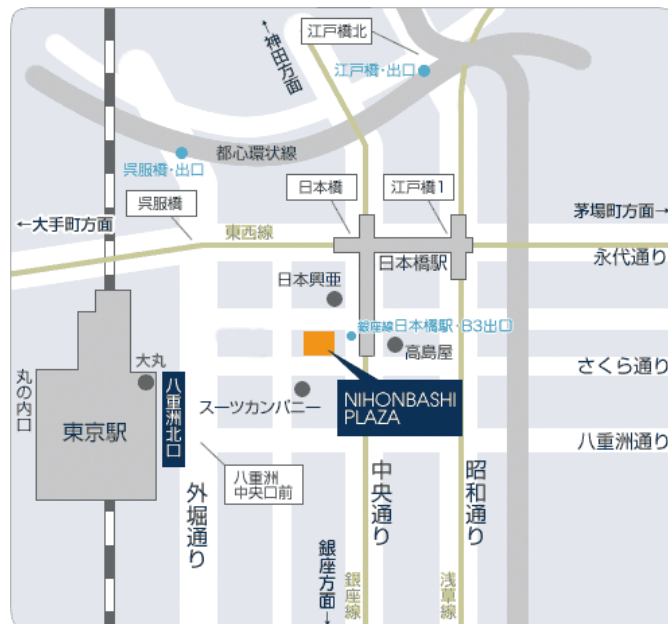 江戸橋北
←神田方面
江戸橋・出口
都心環状線
呉服橋・出口
呉服橋
日本橋
江戸橋1
←大手町方面
茅場町方面→
東西線
日本橋駅
永代通り
日本興亜
銀座線日本橋駅・B3出口
高島屋
さくら通り
大丸
丸の内口
八重洲北口
東京駅
スーツカンパニー
NIHONBASHI
PLAZA
八重洲通り
八重洲
中央口前
外堀通り
中央通り
昭和通り
銀座方面→
銀座線
浅草線